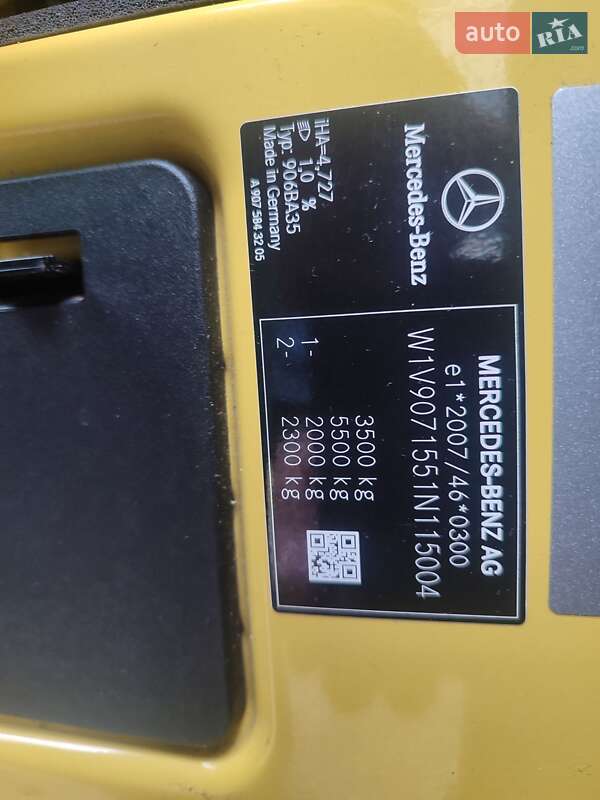 auto RIA .com
Mercedes-Benz
iHA=4,727
1,0 %
Typ: 906BA35
Made in Germany
A 907 584 32 05
MERCEDES-BENZ AG
e1*2007/46*0300
W1V9071551N115004
3500 kg
5500 kg
1- 2000 kg
2- 2300 kg